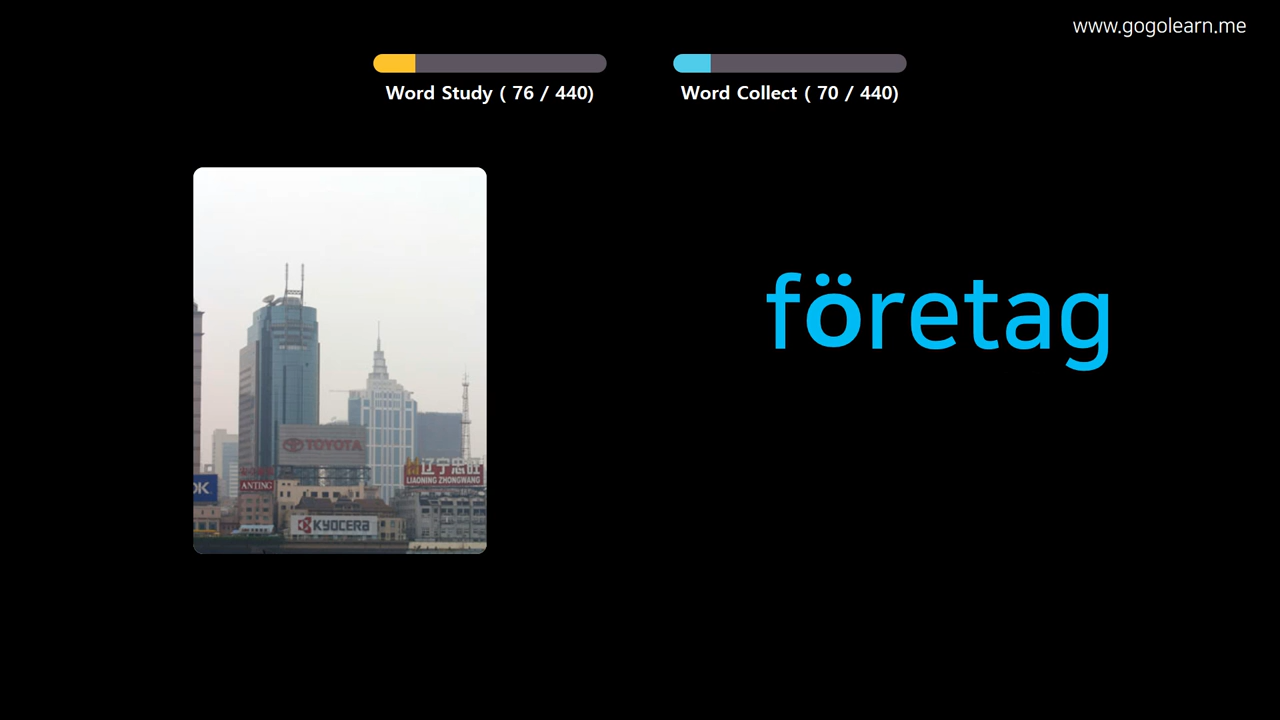 www.gogolearn.me
Word Study ( 76 / 440)
Word Collect ( 70 / 440)
företag
TOYOTA
辽宁忠旺
LIAONING ZHONGWANG
OK.
ANTING
KYOCERA